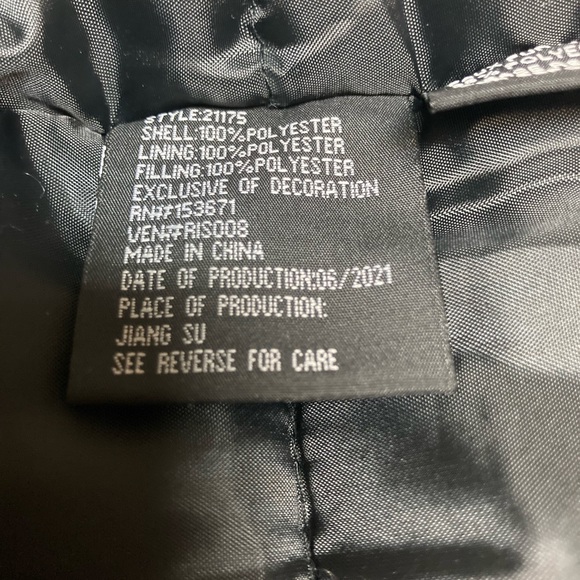 STYLE:21175
SHELL:100%POLYESTER
LINING:100%POLYESTER
FILLING:100%POLYESTER
EXCLUSIVE OF DECORATION
RN#153671
VEN#RIS008
MADE IN CHINA
DATE OF PRODUCTION:06/2021
PLACE OF PRODUCTION:
JIANG SU
SEE REVERSE FOR CARE